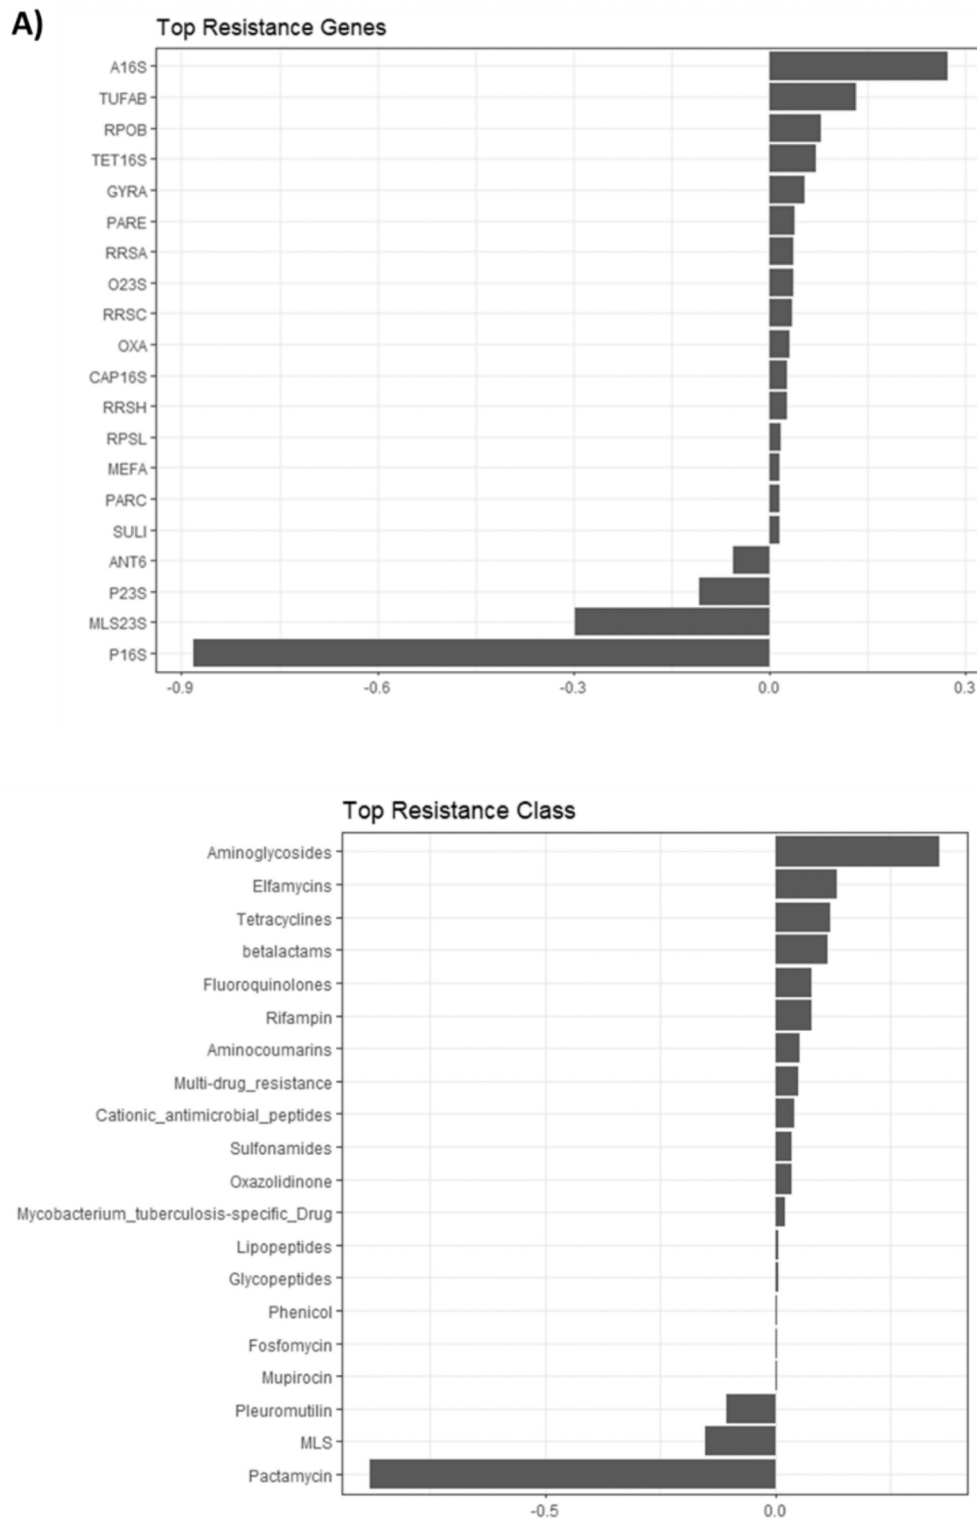 A)
Top Resistance Genes
A16S
TUFAB
RPOB
TET16S
GYRA
PARE
RRSA
O23S
RRSC
OXA
CAP16S
RRSH
RPSL
MEFA
PARC
SULI
ANT6
P23S
MLS23S
P16S
-0.9 -0.6 -0.3 0.0 0.3
Top Resistance Class
Aminoglycosides
Elfamycins
Tetracyclines
betalactams
Fluoroquinolones
Rifampin
Aminocoumarins
Multi-drug_resistance
Cationic_antimicrobial_peptides
Sulfonamides
Oxazolidinone
Mycobacterium_tuberculosis-specific_Drug
Lipopeptides
Glycopeptides
Phenicol
Fosfomycin
Mupirocin
Pleuromutilin
MLS
Pactamycin
-0.5 0.0